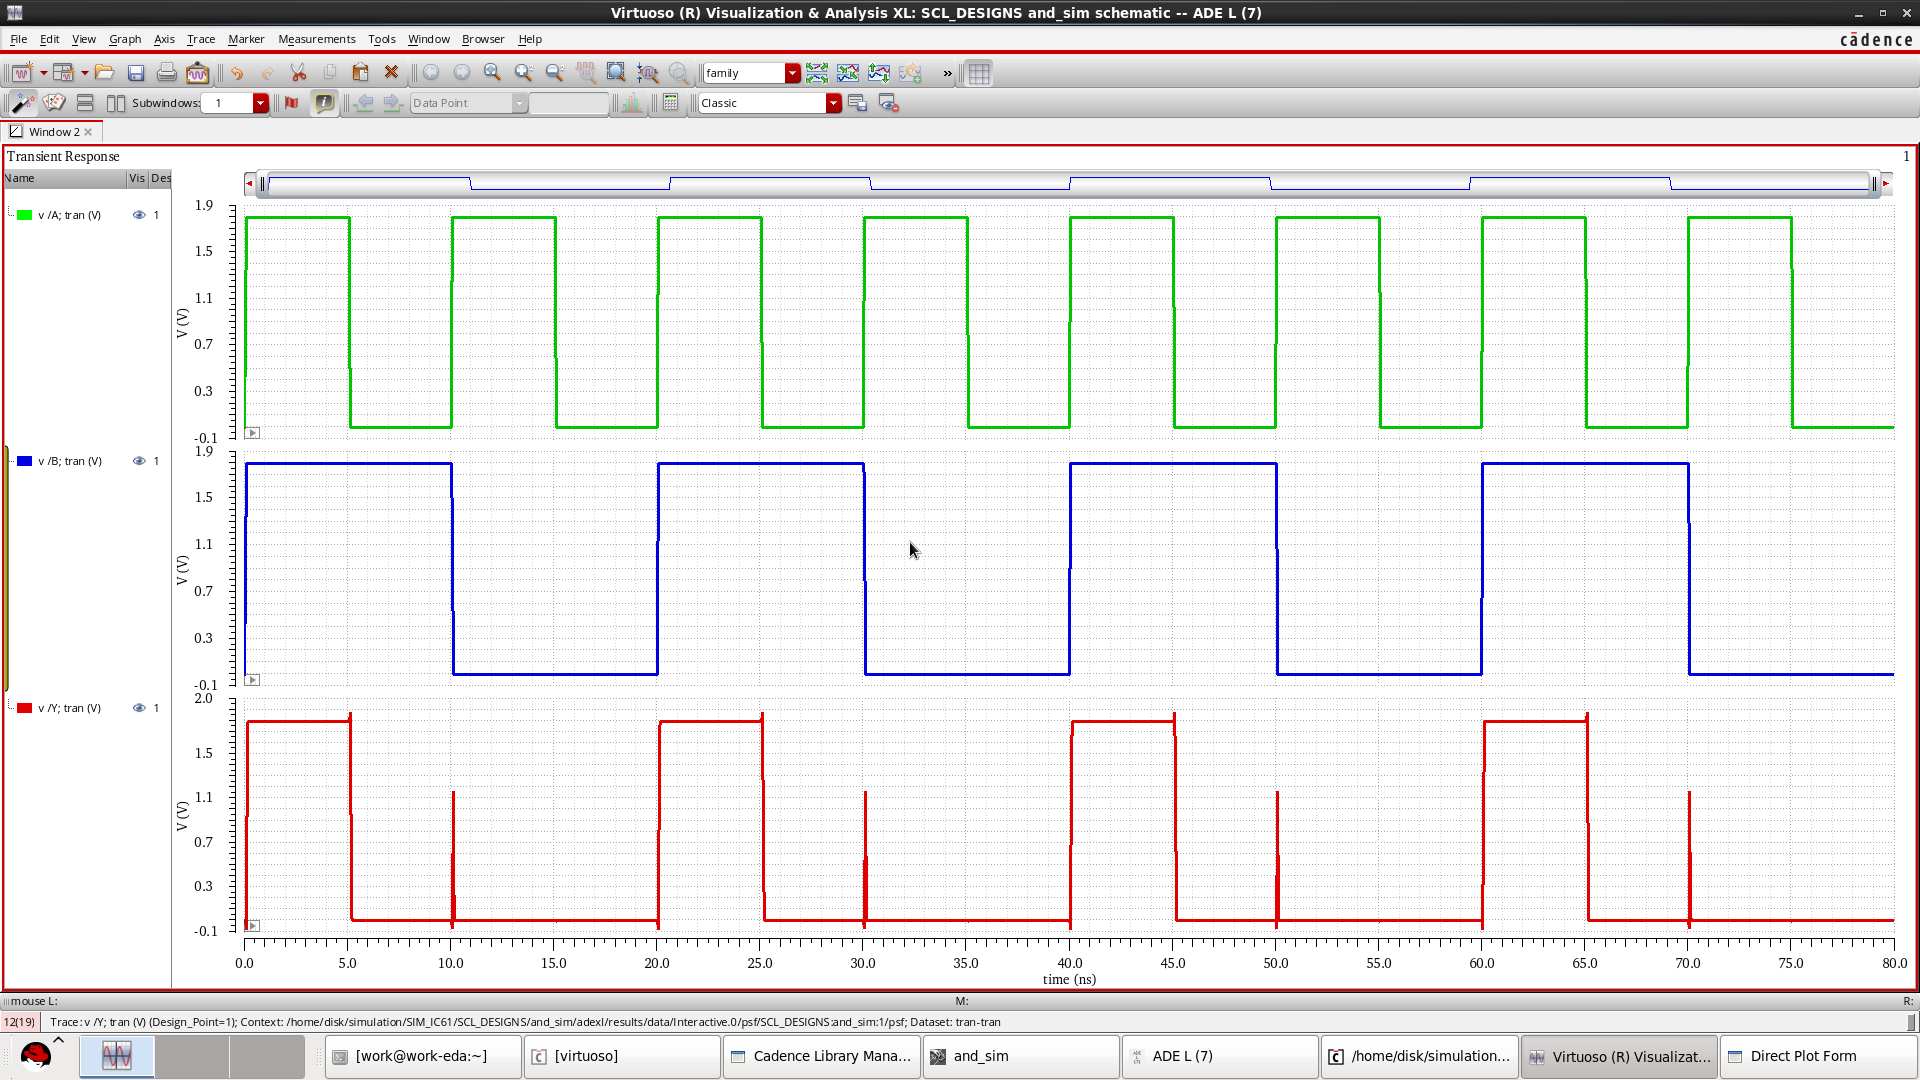 Virtuoso (R) Visualization & Analysis XL: SCL_DESIGNS and_sim schematic -- ADE L (7)
File Edit View Graph Axis Trace Marker Measurements Tools Window Browser Help
cādence
family
»
Subwindows: 1
Data Point
Classic
Window 2
Transient Response
1
Name Vis Des
v /A; tran (V) 1
1.9
1.5
1.1
0.7
0.3
-0.1
V (V)
v /B; tran (V) 1
1.9
1.5
1.1
0.7
0.3
-0.1
V (V)
v /Y; tran (V) 1
2.0
1.5
1.1
0.7
0.3
-0.1
V (V)
0.0 5.0 10.0 15.0 20.0 25.0 30.0 35.0 40.0 45.0 50.0 55.0 60.0 65.0 70.0 75.0 80.0
time (ns)
mouse L: M: R:
12(19) Trace: v /Y; tran (V) (Design_Point=1); Context: /home/disk/simulation/SIM_IC61/SCL_DESIGNS/and_sim/adexl/results/data/Interactive.0/psf/SCL_DESIGNS:and_sim:1/psf; Dataset: tran-tran
[work@work-eda:~] [virtuoso] Cadence Library Mana... and_sim ADE L (7) /home/disk/simulation... Virtuoso (R) Visualizat... Direct Plot Form